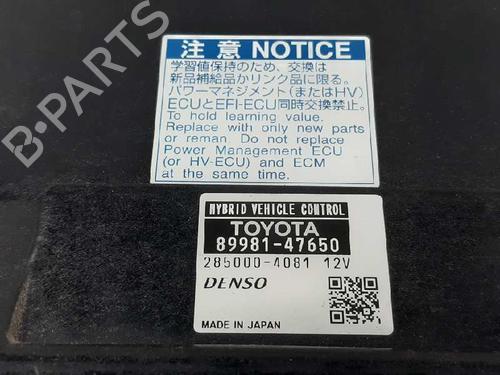 B-PARTS
注意 NOTICE
学習値保持のため、交換は
新品補給品かリンク品に限る。
パワーマネジメント(またはHV)
ECUとEFI-ECU同時交換禁止。
To hold learning value.
Replace with only new parts
or reman. Do not replace
Power Management ECU
(or HV-ECU) and ECM
at the same time.
HYBRID VEHICLE CONTROL
TOYOTA
89981-47650
285000-4081 12V
DENSO
MADE IN JAPAN